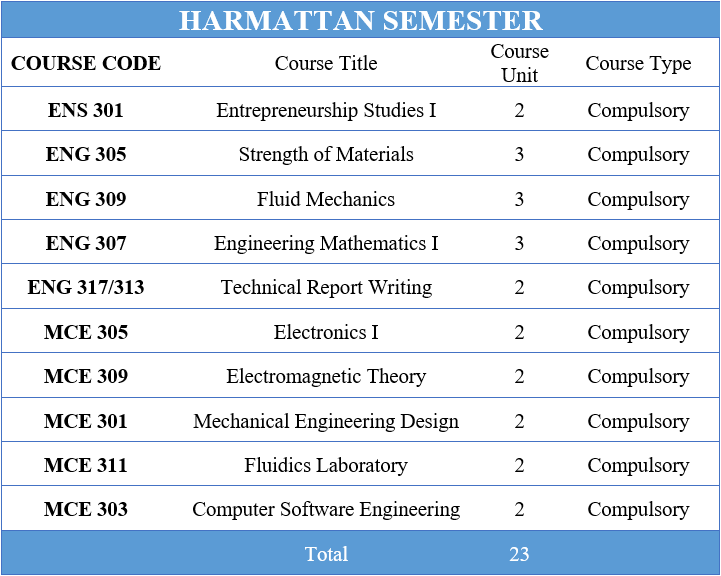 HARMATTAN SEMESTER
COURSE CODE Course Title Course Unit Course Type
ENS 301 Entrepreneurship Studies I 2 Compulsory
ENG 305 Strength of Materials 3 Compulsory
ENG 309 Fluid Mechanics 3 Compulsory
ENG 307 Engineering Mathematics I 3 Compulsory
ENG 317/313 Technical Report Writing 2 Compulsory
MCE 305 Electronics I 2 Compulsory
MCE 309 Electromagnetic Theory 2 Compulsory
MCE 301 Mechanical Engineering Design 2 Compulsory
MCE 311 Fluidics Laboratory 2 Compulsory
MCE 303 Computer Software Engineering 2 Compulsory
Total 23